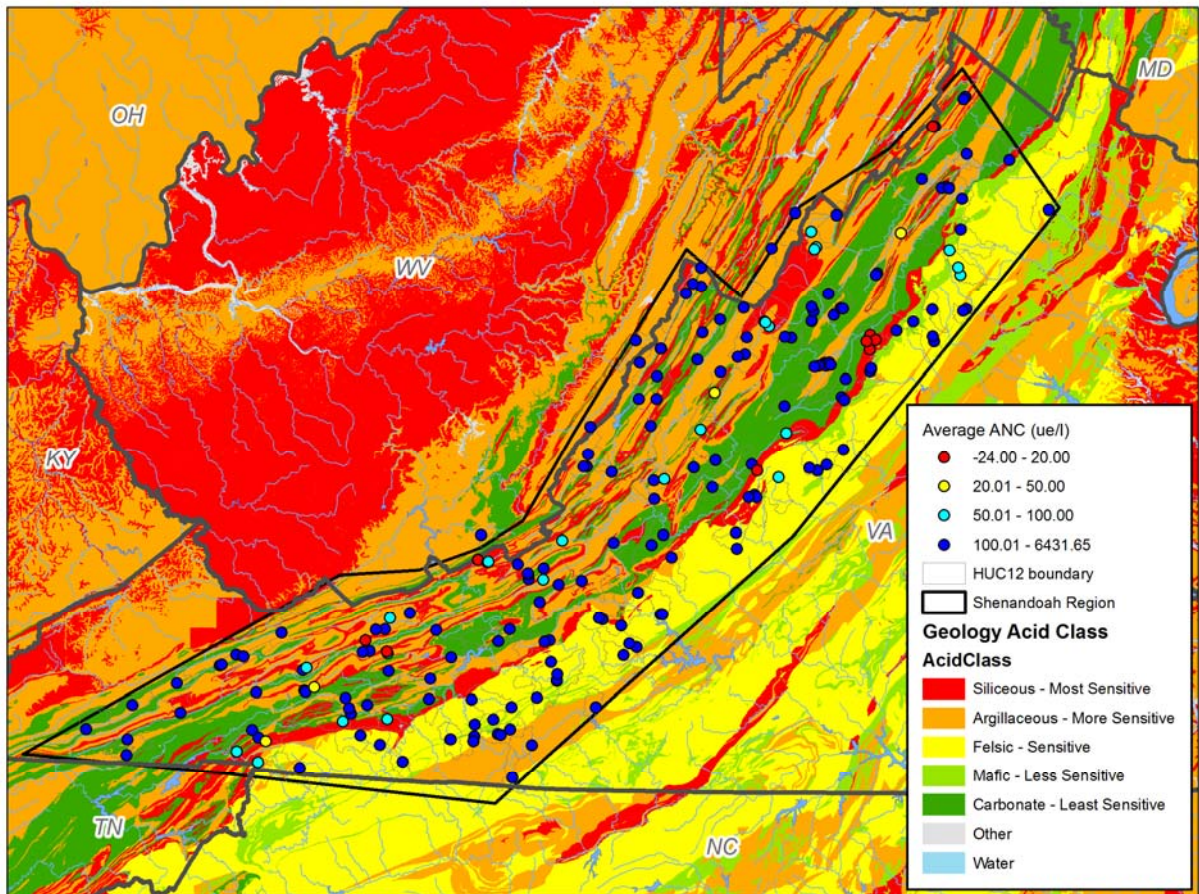 OH
MD
WV
KY
VA
TN
NC
Average ANC (ue/l)
-24.00 - 20.00
20.01 - 50.00
50.01 - 100.00
100.01 - 6431.65
HUC12 boundary
Shenandoah Region
Geology Acid Class
AcidClass
Siliceous - Most Sensitive
Argillaceous - More Sensitive
Felsic - Sensitive
Mafic - Less Sensitive
Carbonate - Least Sensitive
Other
Water